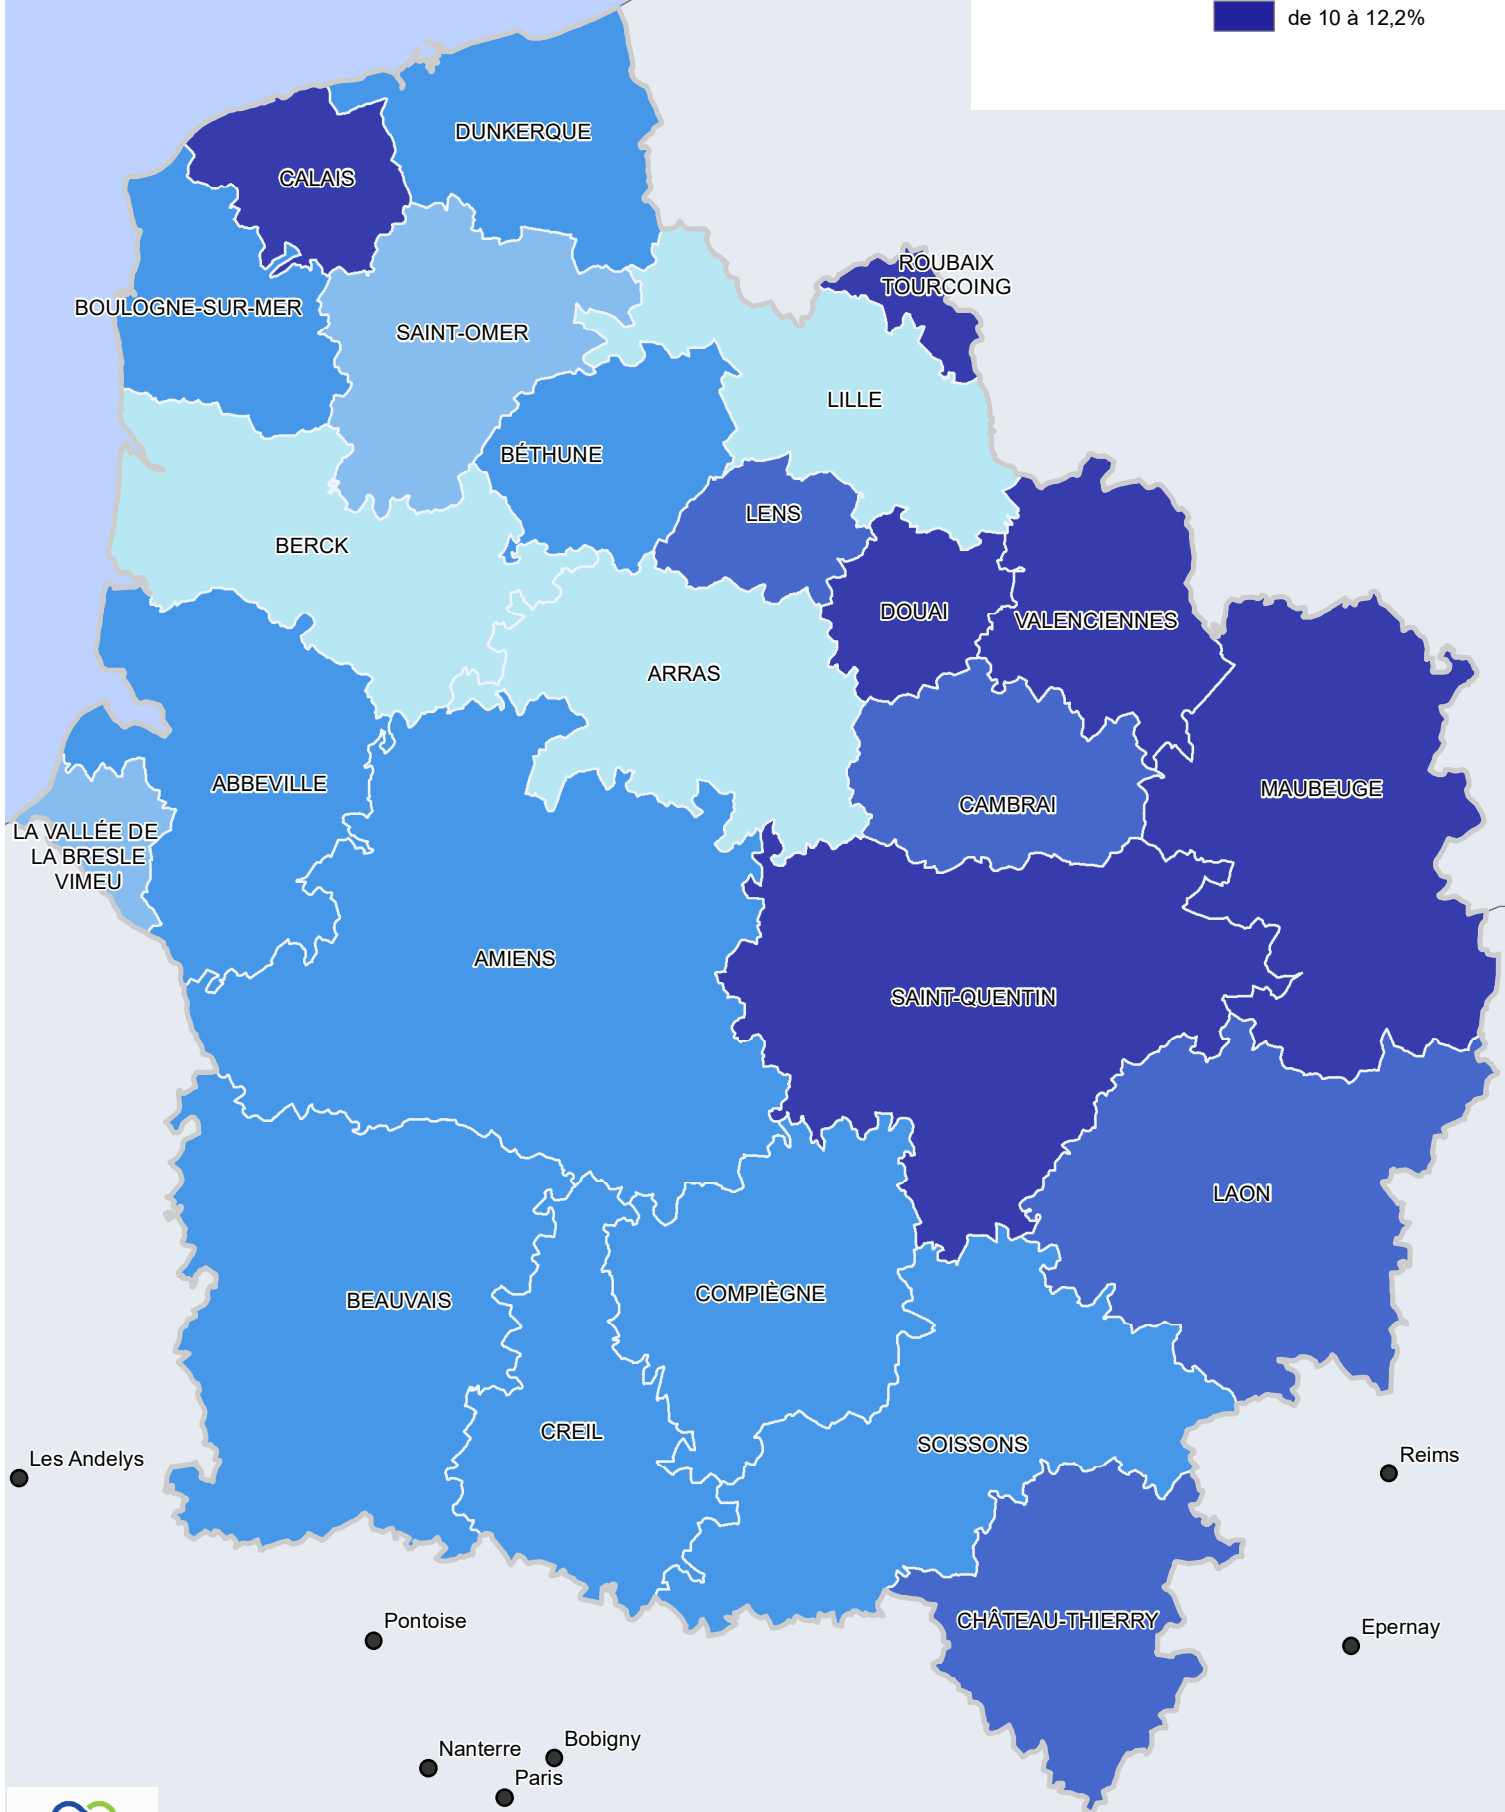 de 10 à 12,2%
DUNKERQUE
CALAIS
ROUBAIX
TOURCOING
BOULOGNE-SUR-MER
SAINT-OMER
LILLE
BÉTHUNE
LENS
BERCK
DOUAI
VALENCIENNES
ARRAS
ABBEVILLE
MAUBEUGE
CAMBRAI
LA VALLÉE DE
LA BRESLE
VIMEU
AMIENS
SAINT-QUENTIN
LAON
COMPIÈGNE
BEAUVAIS
CREIL
SOISSONS
Les Andelys
Reims
CHÂTEAU-THIERRY
Pontoise
Epernay
Bobigny
Nanterre
Paris